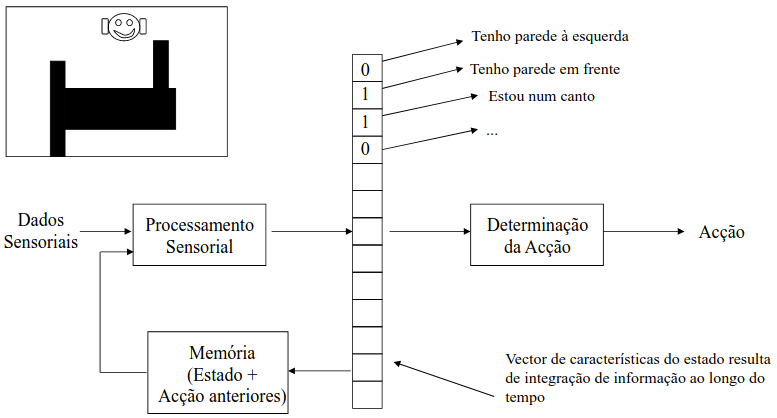 Tenho parede à esquerda
0
Tenho parede em frente
1
Estou num canto
1
...
0
Dados
Sensoriais
Processamento
Sensorial
Determinação
da Acção
Acção
Memória
(Estado +
Acção anteriores)
Vector de características do estado resulta
de integração de informação ao longo do
tempo